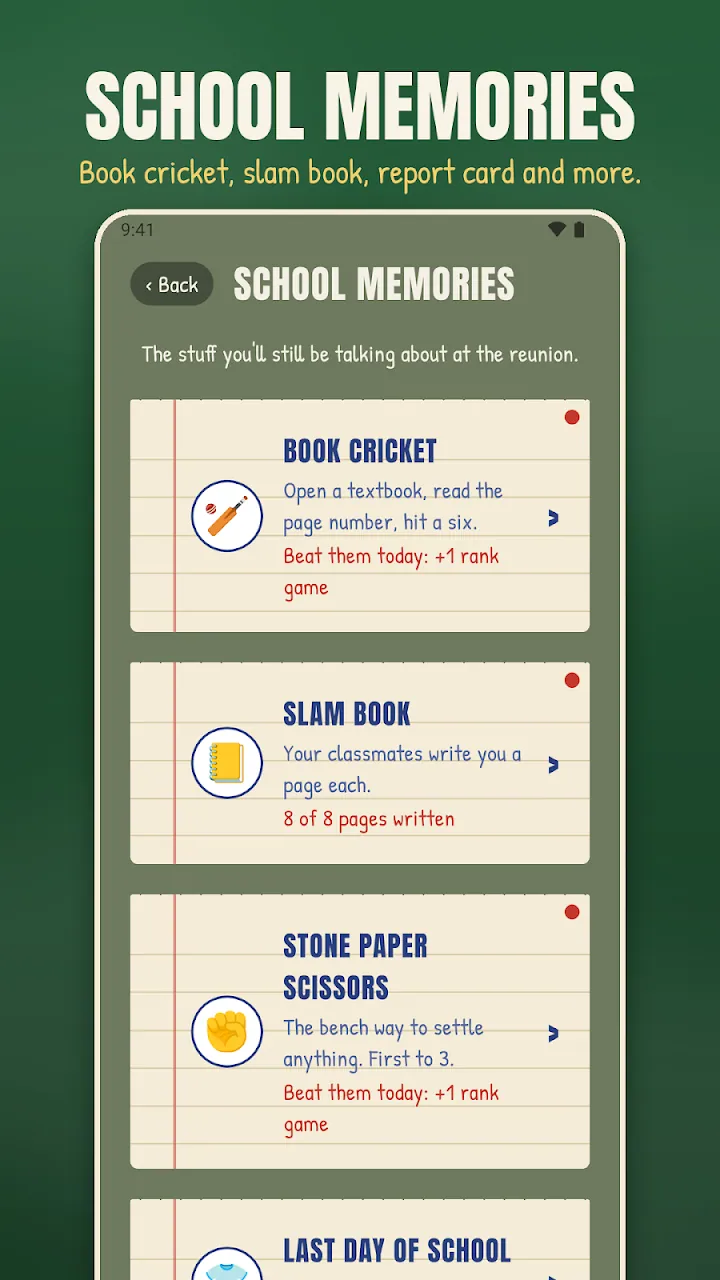 SCHOOL MEMORIES
Book cricket, slam book, report card and more.
9:41
‹ Back
SCHOOL MEMORIES
The stuff you'll still be talking about at the reunion.
BOOK CRICKET
Open a textbook, read the
page number, hit a six.
Beat them today: +1 rank
game
>
SLAM BOOK
Your classmates write you a
page each.
8 of 8 pages written
>
STONE PAPER
SCISSORS
The bench way to settle
anything. First to 3.
Beat them today: +1 rank
game
>
LAST DAY OF SCHOOL